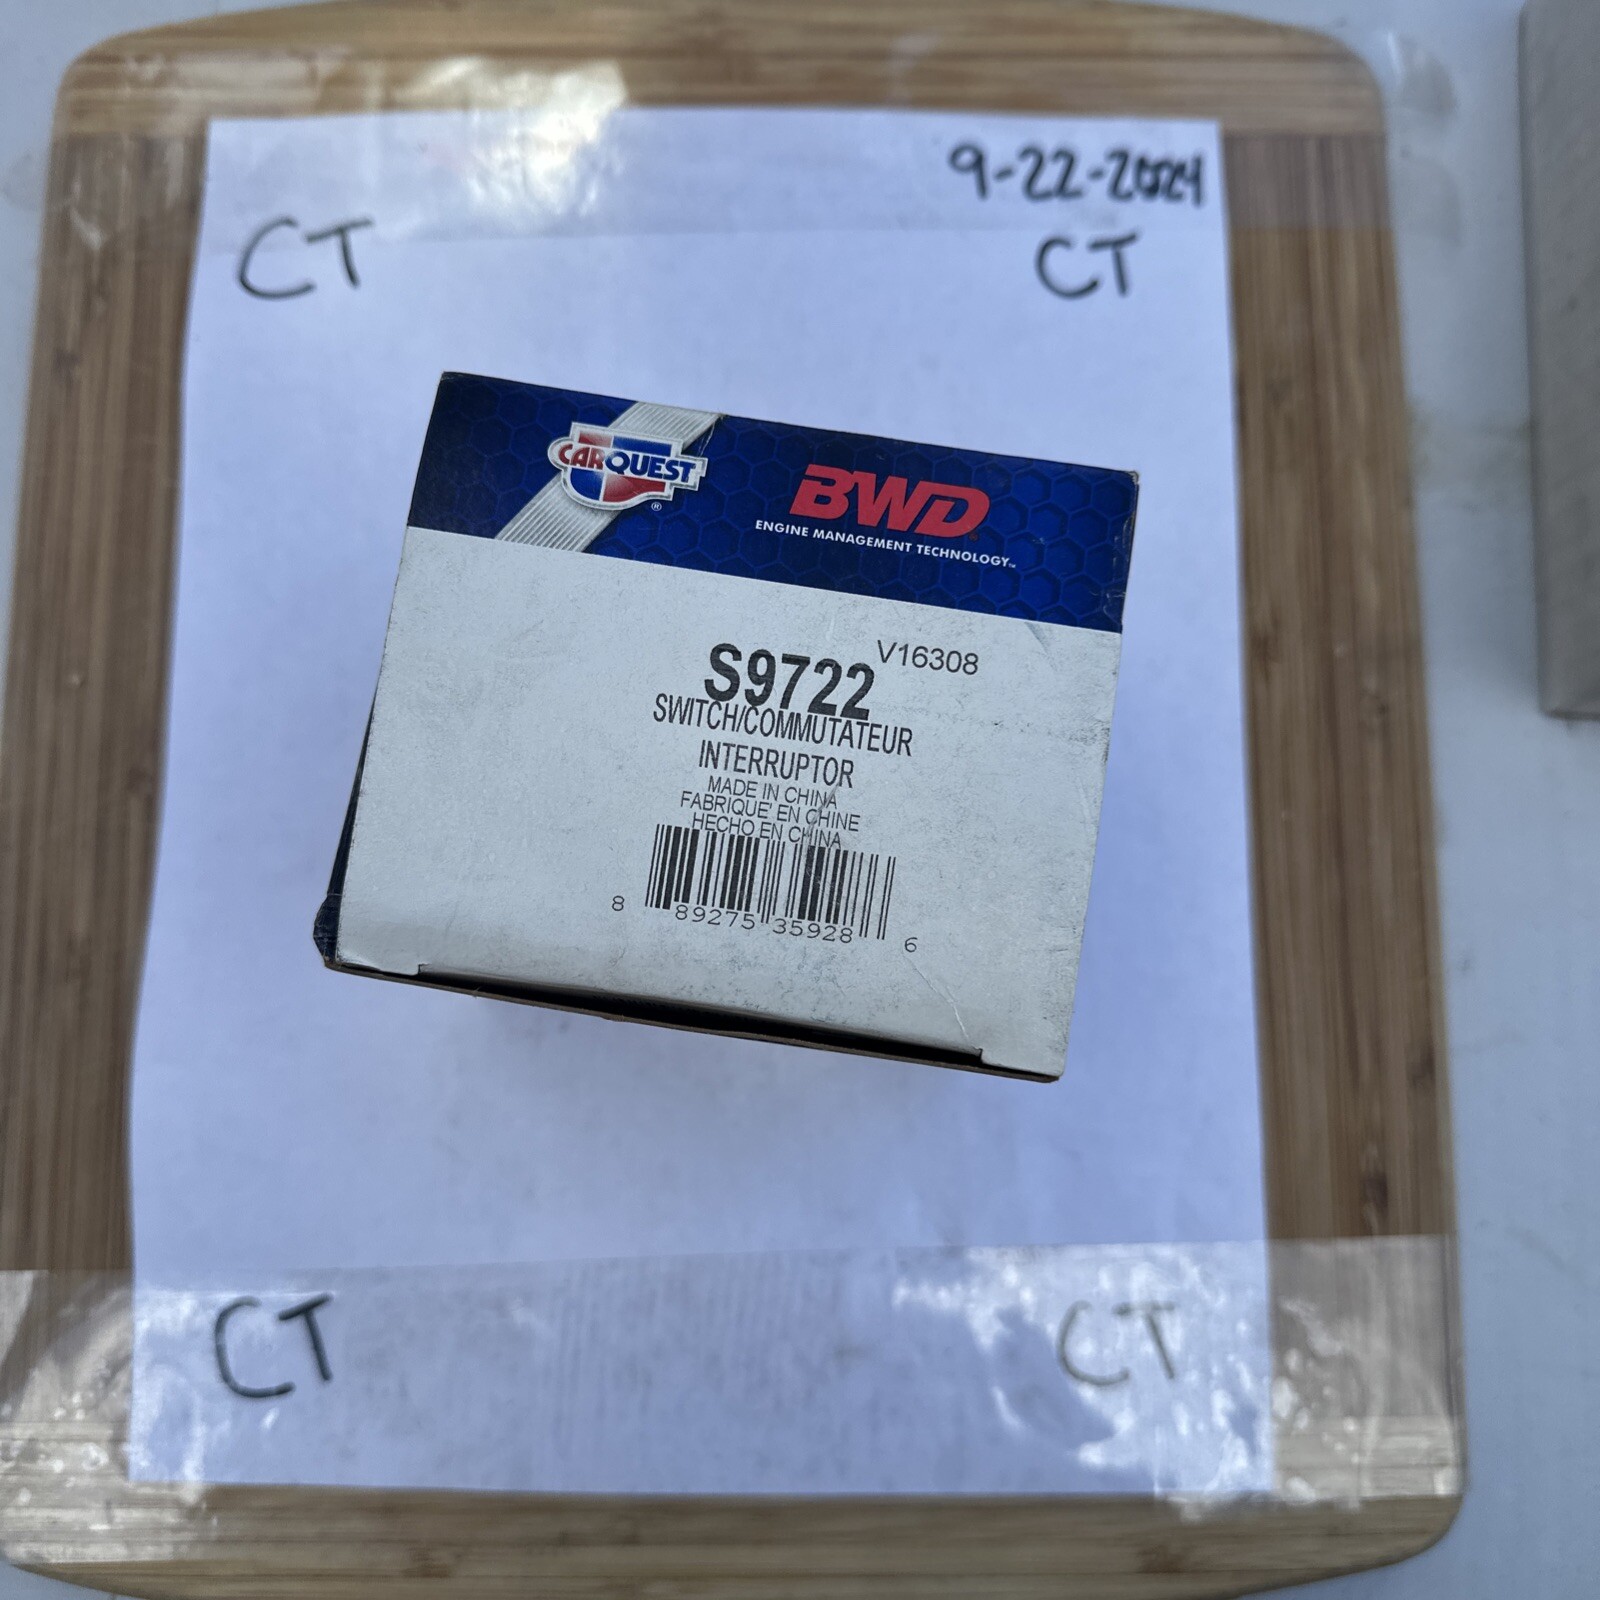 9-22-2024
CT
CT
CARQUEST
®
BWD
ENGINE MANAGEMENT TECHNOLOGY™
S9722
V16308
SWITCH/COMMUTATEUR
INTERRUPTOR
MADE IN CHINA
FABRIQUE' EN CHINE
HECHO EN CHINA
8 89275 35928 6
CT
CT